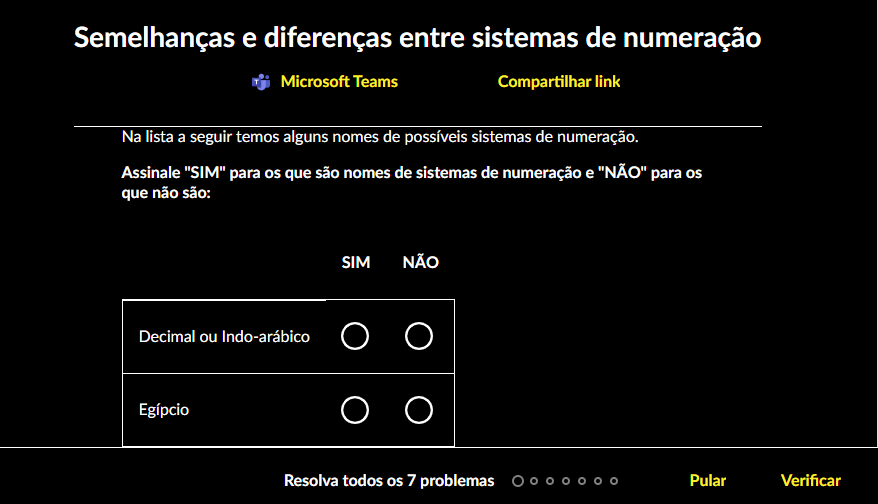 Semelhanças e diferenças entre sistemas de numeração
Microsoft Teams
Compartilhar link
Na lista a seguir temos alguns nomes de possíveis sistemas de numeração.
Assinale "SIM" para os que são nomes de sistemas de numeração e "NÃO" para os
que não são:
SIM NÃO
Decimal ou Indo-arábico
Egípcio
Resolva todos os 7 problemas
Pular
Verificar